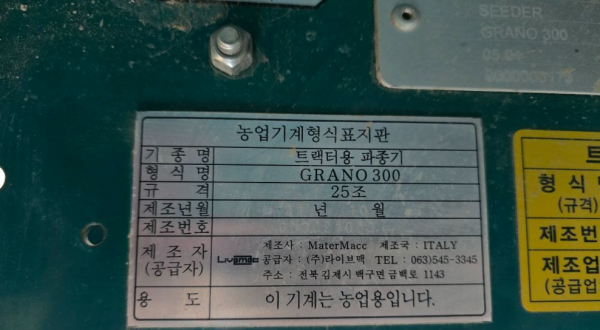 SEEDER
GRANO 300
농업기계형식표지판
기 종 명 트랙터용 파종기
형 식 명 GRANO 300
규 격 25조
제조년월 년 월
제조번호
제 조 자 (공급자)
제조사 : MaterMacc 제조국 : ITALY
공급자 : (주)라이브맥 TEL : 063)545-3345
주소 : 전북 김제시 백구면 금백로 1143
용 도 이 기계는 농업용입니다.
형 식 명
(규격)
제조번
제조업
(공급업